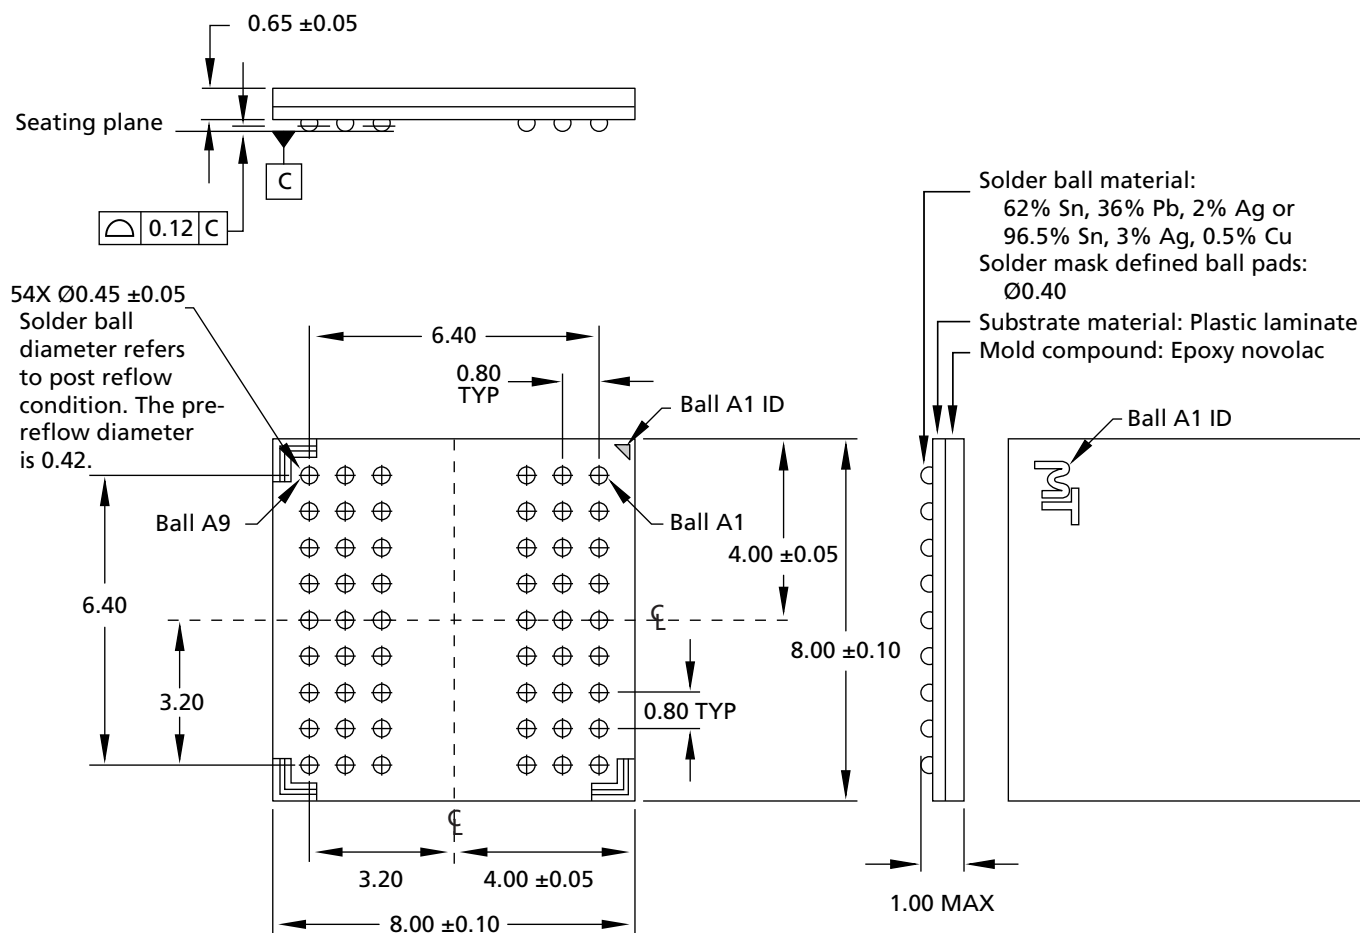 0.65 ±0.05
Seating plane
C
0.12 C
Solder ball material:
62% Sn, 36% Pb, 2% Ag or
96.5% Sn, 3% Ag, 0.5% Cu
Solder mask defined ball pads:
Ø0.40
Substrate material: Plastic laminate
Mold compound: Epoxy novolac
54X Ø0.45 ±0.05
Solder ball
diameter refers
to post reflow
condition. The pre-
reflow diameter
is 0.42.
6.40
0.80
TYP
Ball A1 ID
Ball A1 ID
Ball A9
Ball A1
4.00 ±0.05
6.40
℄
8.00 ±0.10
3.20
0.80 TYP
℄
3.20
4.00 ±0.05
1.00 MAX
8.00 ±0.10